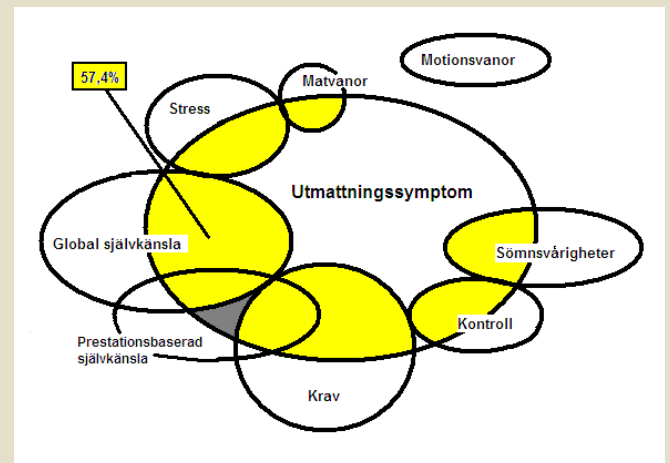 Motionsvanor
57,4%
Matvanor
Stress
Utmattningssymptom
Global självkänsla
Sömnsvårigheter
Kontroll
Prestationsbaserad
självkänsla
Krav